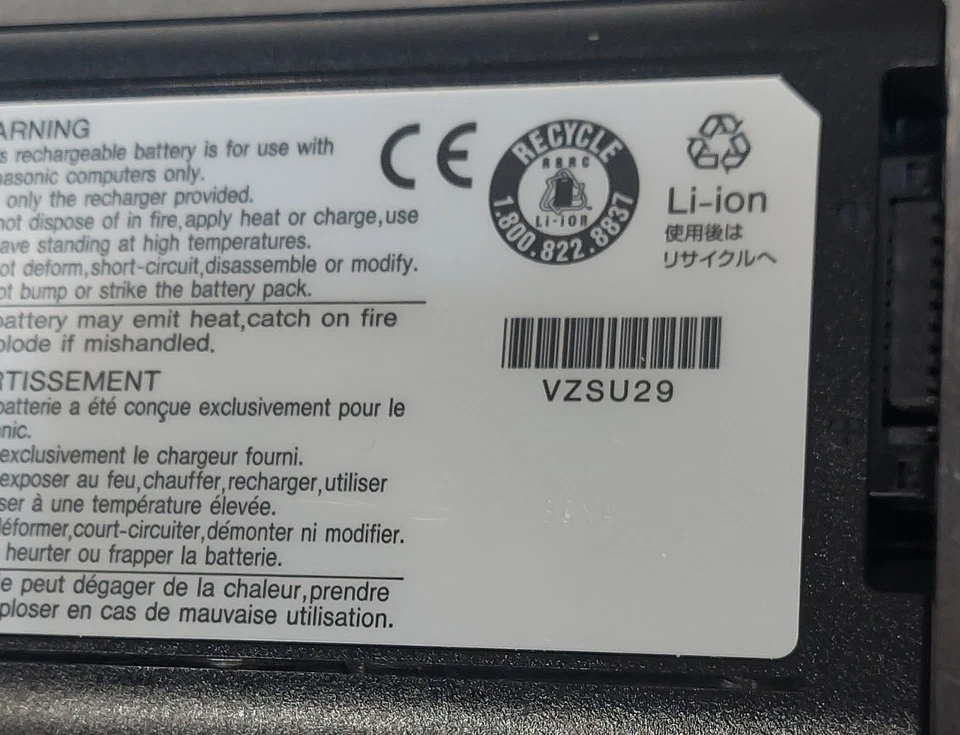 ARNING
s rechargeable battery is for use with
nasonic computers only.
only the recharger provided.
not dispose of in fire,apply heat or charge,use
ave standing at high temperatures.
ot deform,short-circuit,disassemble or modify.
ot bump or strike the battery pack.
battery may emit heat,catch on fire
plode if mishandled.
RTISSEMENT
batterie a été conçue exclusivement pour le
nic.
exclusivement le chargeur fourni.
exposer au feu,chauffer,recharger,utiliser
ser à une température élevée.
déformer,court-circuiter,démonter ni modifier.
heurter ou frapper la batterie.
e peut dégager de la chaleur,prendre
ploser en cas de mauvaise utilisation.
CE
RECYCLE
RBRC
Li-ion
1.800.822.8837
Li-ion
使用後は
リサイクルへ
VZSU29